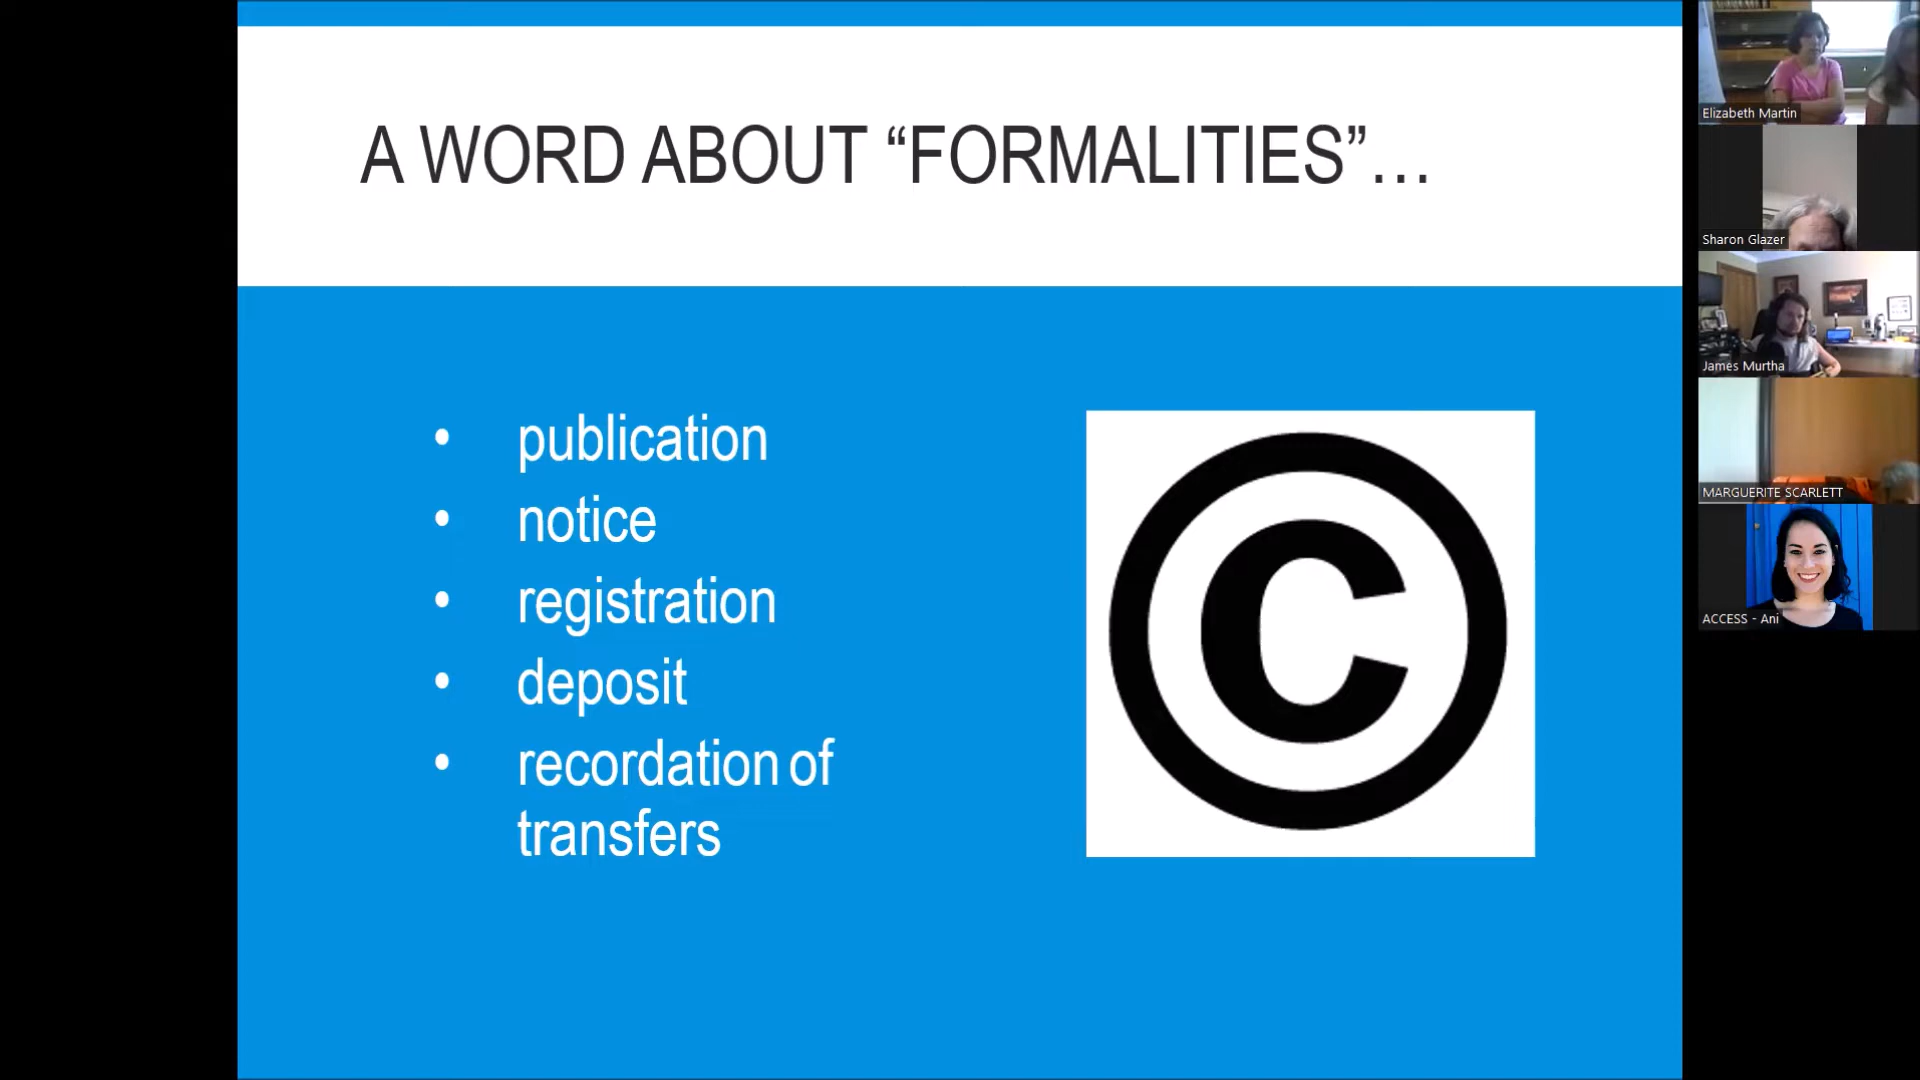 A WORD ABOUT “FORMALITIES”...
• publication
• notice
• registration
• deposit
• recordation of
transfers
©
Elizabeth Martin
Sharon Glazer
James Murtha
MARGUERITE SCARLETT
ACCESS - Ani